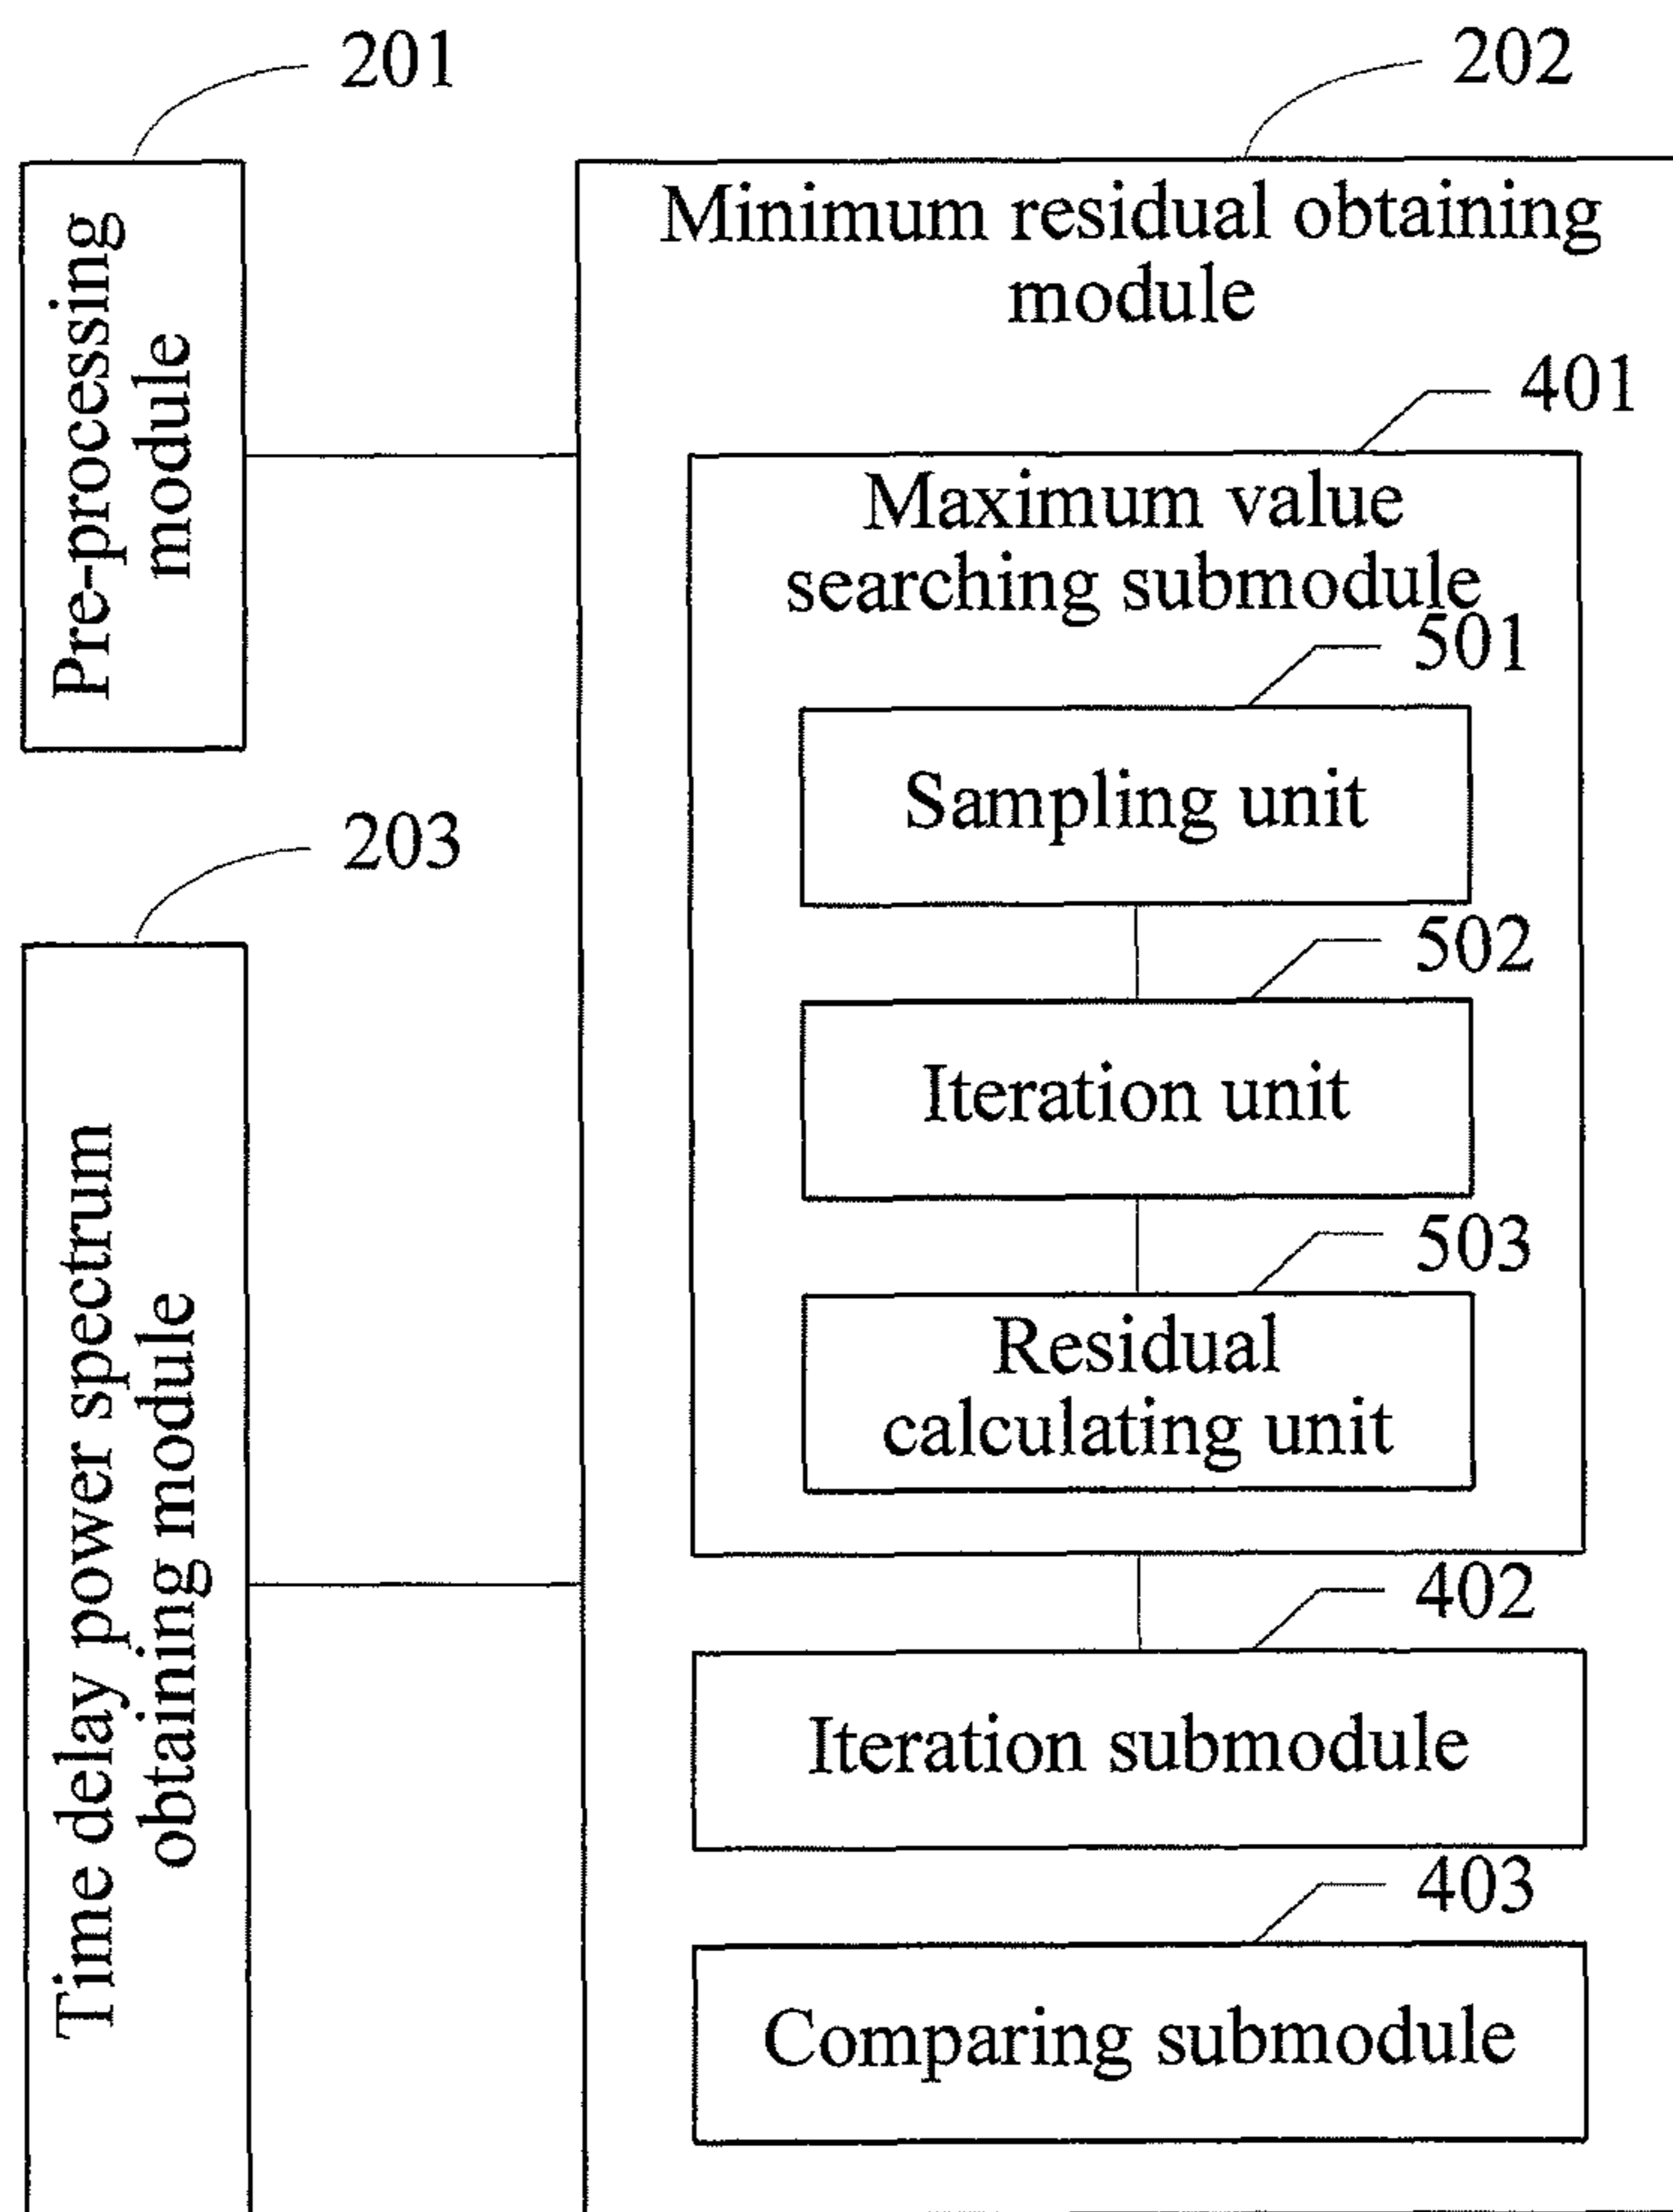 201
Pre-processing
module
203
Time delay power spectrum
obtaining module
202
Minimum residual obtaining
module
401
Maximum value
searching submodule
501
Sampling unit
502
Iteration unit
503
Residual
calculating unit
402
Iteration submodule
403
Comparing submodule